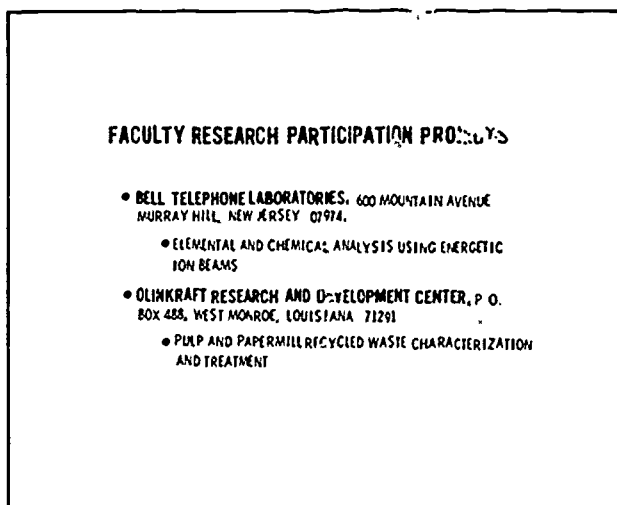 FACULTY RESEARCH PARTICIPATION
• BELL TELEPHONE LABORATORIES, 600 MOUNTAIN AVENUE
MURRAY HILL, NEW JERSEY 07974.
• ELEMENTAL AND CHEMICAL ANALYSIS USING ENERGETIC
ION BEAMS
• OLINKRAFT RESEARCH AND DEVELOPMENT CENTER, P O.
BOX 488, WEST MONROE, LOUISIANA 71291
• PULP AND PAPERMILL RECYCLED WASTE CHARACTERIZATION
AND TREATMENT